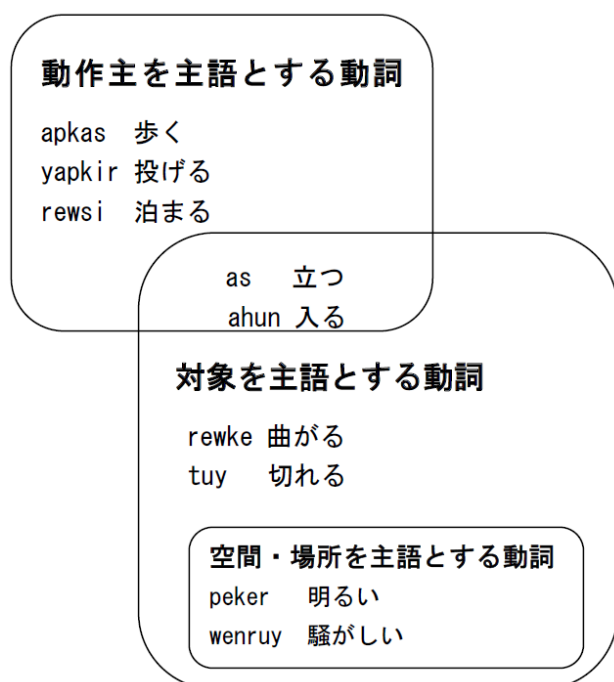 動作主を主語とする動詞
apkas 歩く
yapkir 投げる
rewsi 泊まる
as 立つ
ahun 入る
対象を主語とする動詞
rewke 曲がる
tuy 切れる
空間・場所を主語とする動詞
peker 明るい
wenruy 騒がしい